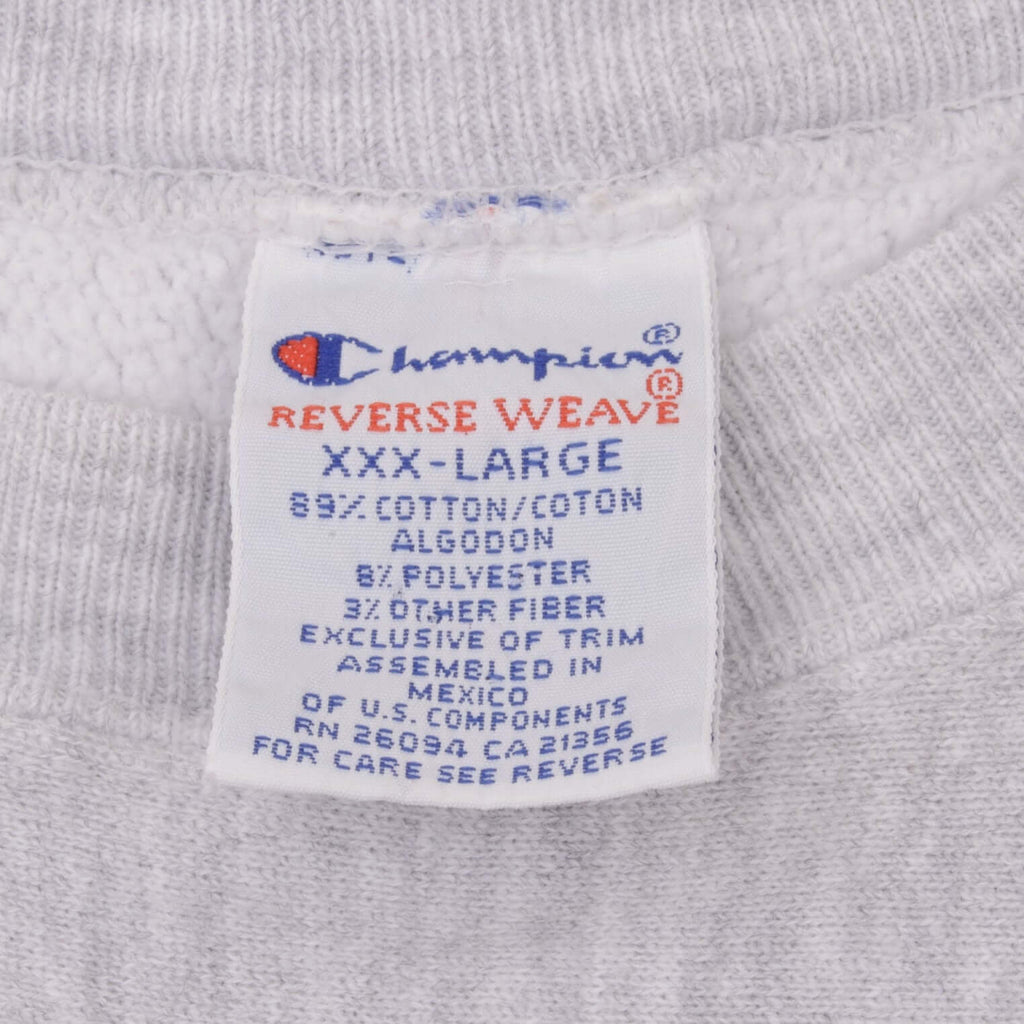 Champion®
REVERSE WEAVE®
XXX-LARGE
89% COTTON/COTON
ALGODON
8% POLYESTER
3% OTHER FIBER
EXCLUSIVE OF TRIM
ASSEMBLED IN
MEXICO
OF U.S. COMPONENTS
RN 26094 CA 21356
FOR CARE SEE REVERSE